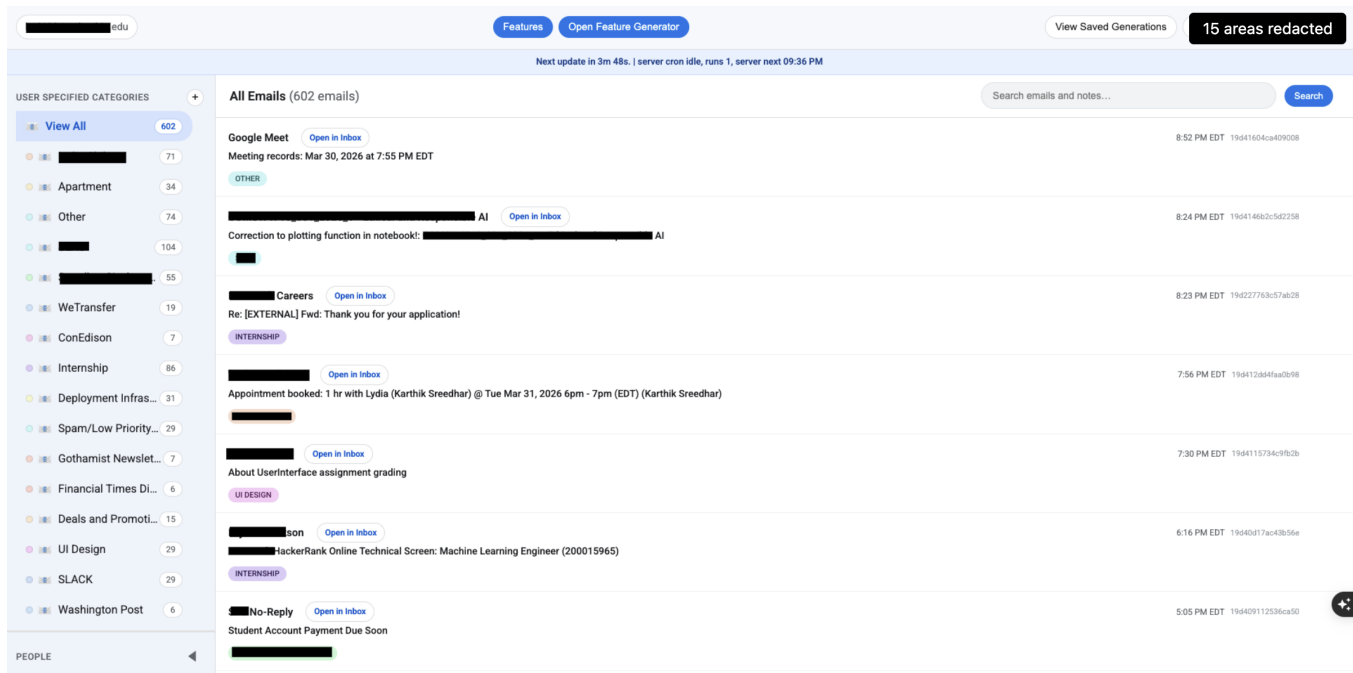 edu
Features
Open Feature Generator
View Saved Generations
15 areas redacted
Next update in 3m 48s. | server cron idle, runs 1, server next 09:36 PM
USER SPECIFIED CATEGORIES
+
View All 602
71
Apartment 34
Other 74
104
55
WeTransfer 19
ConEdison 7
Internship 86
Deployment Infras... 31
Spam/Low Priority... 29
Gothamist Newslet... 7
Financial Times Di... 6
Deals and Promoti... 15
UI Design 29
SLACK 29
Washington Post 6
PEOPLE
All Emails (602 emails)
Search emails and notes...
Search
Google Meet Open in Inbox 8:52 PM EDT 19d41604ca409008
Meeting records: Mar 30, 2026 at 7:55 PM EDT
OTHER
AI Open in Inbox 8:24 PM EDT 19d4146b2c5d2258
Correction to plotting function in notebook!: AI
Careers Open in Inbox 8:23 PM EDT 19d227763c57ab28
Re: [EXTERNAL] Fwd: Thank you for your application!
INTERNSHIP
Open in Inbox 7:56 PM EDT 19d412dd4faa0b98
Appointment booked: 1 hr with Lydia (Karthik Sreedhar) @ Tue Mar 31, 2026 6pm - 7pm (EDT) (Karthik Sreedhar)
Open in Inbox 7:30 PM EDT 19d4115734c9fb2b
About UserInterface assignment grading
UI DESIGN
son Open in Inbox 6:16 PM EDT 19d40d17ac43b56e
HackerRank Online Technical Screen: Machine Learning Engineer (200015965)
INTERNSHIP
No-Reply Open in Inbox 5:05 PM EDT 19d409112536ca50
Student Account Payment Due Soon